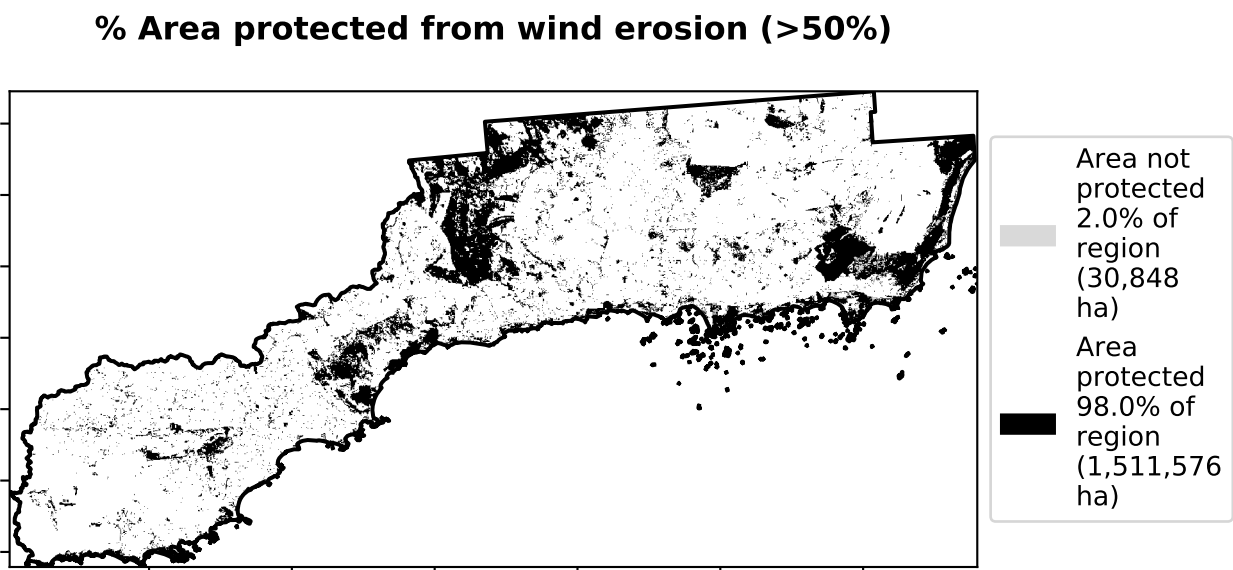 % Area protected from wind erosion (>50%)
Area not
protected
2.0% of
region
(30,848
ha)
Area
protected
98.0% of
region
(1,511,576
ha)